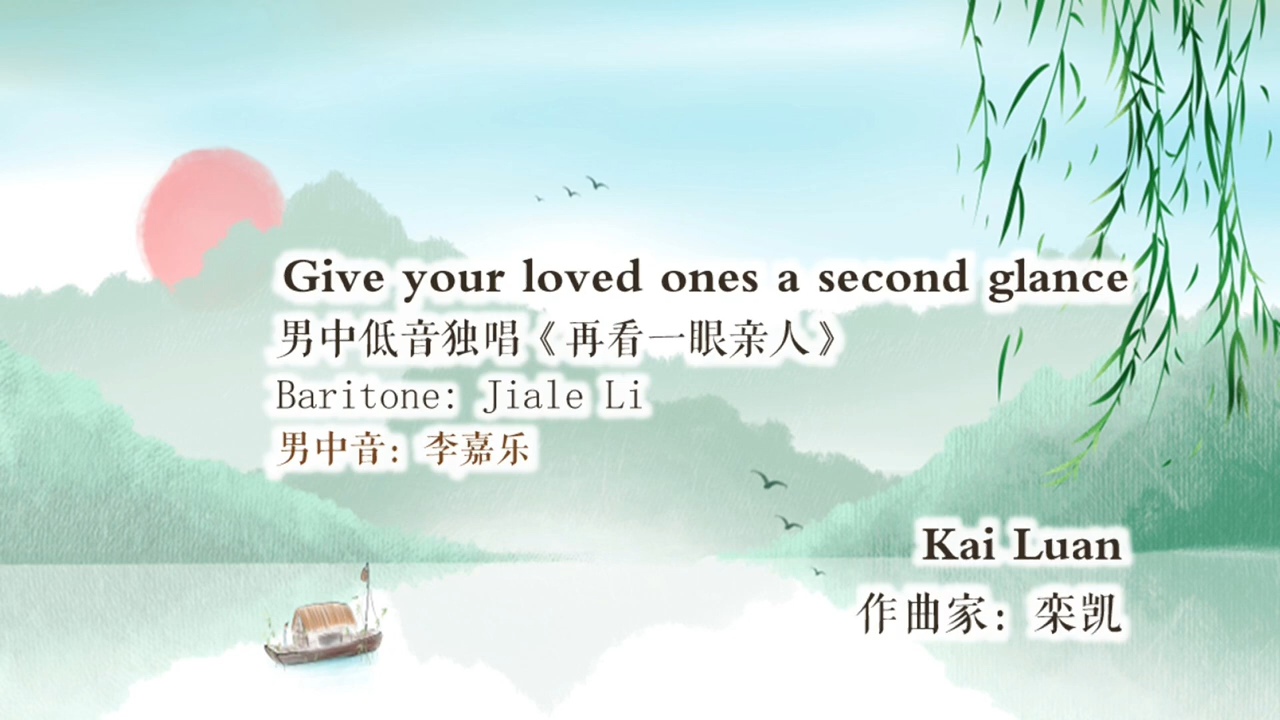 Give your loved ones a second glance
男中低音独唱《再看一眼亲人》
Baritone: Jiale Li
男中音：李嘉乐
Kai Luan
作曲家：栾凯